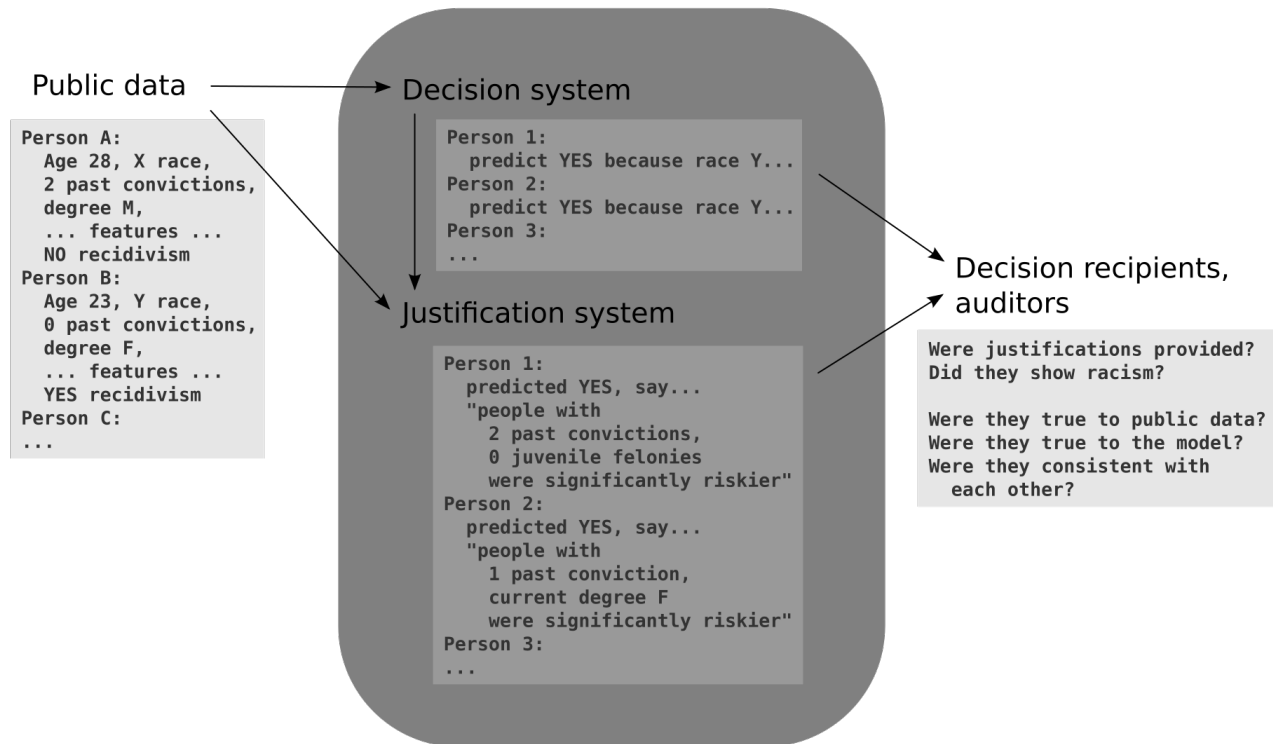 Public data
Person A:
Age 28, X race,
2 past convictions,
degree M,
... features ...
NO recidivism
Person B:
Age 23, Y race,
0 past convictions,
degree F,
... features ...
YES recidivism
Person C:
...
Decision system
Person 1:
predict YES because race Y...
Person 2:
predict YES because race Y...
Person 3:
...
Justification system
Person 1:
predicted YES, say...
"people with
2 past convictions,
0 juvenile felonies
were significantly riskier"
Person 2:
predicted YES, say...
"people with
1 past conviction,
current degree F
were significantly riskier"
Person 3:
...
Decision recipients,
auditors
Were justifications provided?
Did they show racism?
Were they true to public data?
Were they true to the model?
Were they consistent with
each other?